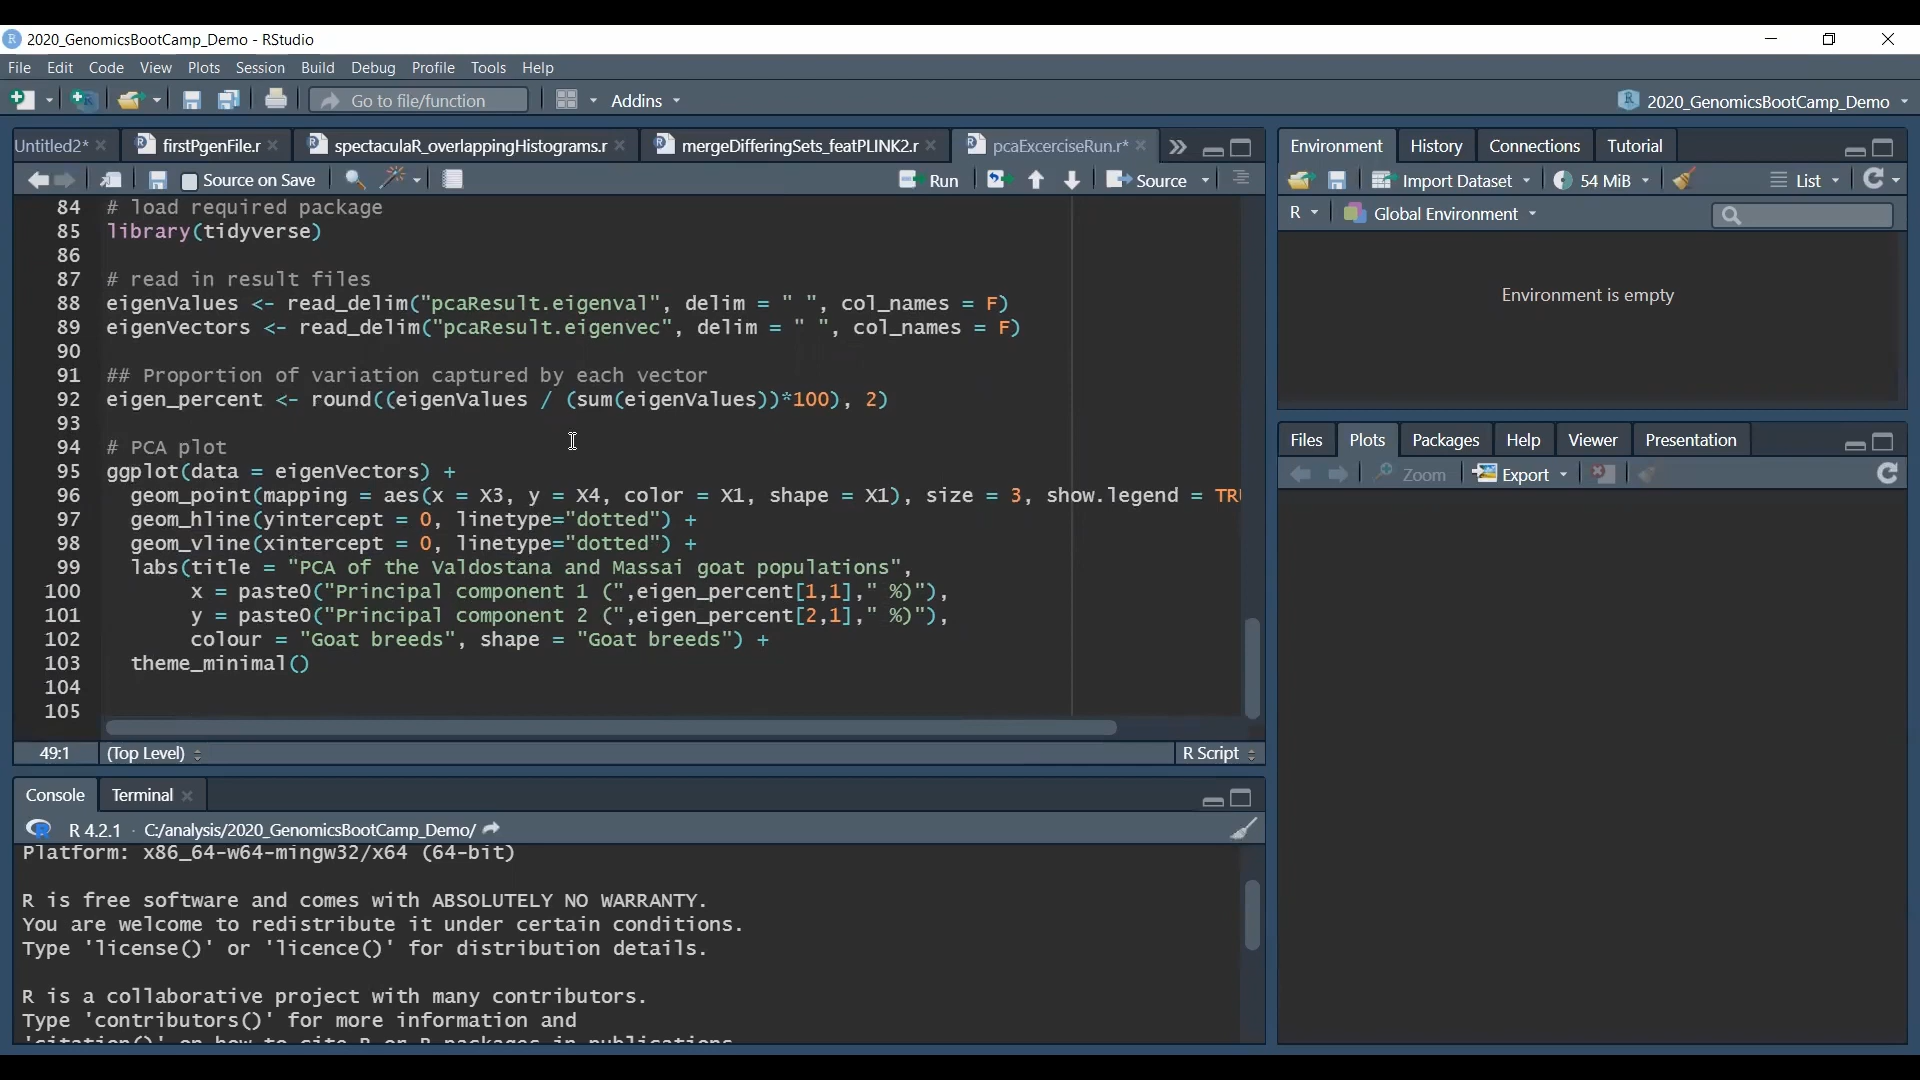 2020_GenomicsBootCamp_Demo - RStudio
File Edit Code View Plots Session Build Debug Profile Tools Help
Go to file/function Addins 2020_GenomicsBootCamp_Demo
Untitled2* firstPgenFile.r spectaculaR_overlappingHistograms.r mergeDifferingSets_featPLINK2.r pcaExcerciseRun.r*
Source on Save Run Source
84 # load required package
85 library(tidyverse)
86
87 # read in result files
88 eigenValues <- read_delim("pcaResult.eigenval", delim = " ", col_names = F)
89 eigenVectors <- read_delim("pcaResult.eigenvec", delim = " ", col_names = F)
90
91 ## Proportion of variation captured by each vector
92 eigen_percent <- round((eigenValues / (sum(eigenValues))*100), 2)
93
94 # PCA plot
95 ggplot(data = eigenVectors) +
96 geom_point(mapping = aes(x = X3, y = X4, color = X1, shape = X1), size = 3, show.legend = TR
97 geom_hline(yintercept = 0, linetype="dotted") +
98 geom_vline(xintercept = 0, linetype="dotted") +
99 labs(title = "PCA of the Valdostana and Massai goat populations",
100 x = paste0("Principal component 1 (",eigen_percent[1,1]," %)"),
101 y = paste0("Principal component 2 (",eigen_percent[2,1]," %)"),
102 colour = "Goat breeds", shape = "Goat breeds") +
103 theme_minimal()
104
105
49:1 (Top Level) R Script
Console Terminal
R 4.2.1 · C:/analysis/2020_GenomicsBootCamp_Demo/
Platform: x86_64-w64-mingw32/x64 (64-bit)
R is free software and comes with ABSOLUTELY NO WARRANTY.
You are welcome to redistribute it under certain conditions.
Type 'license()' or 'licence()' for distribution details.
R is a collaborative project with many contributors.
Type 'contributors()' for more information and
'citation()' on how to cite R or R packages in publications.
Environment History Connections Tutorial
Import Dataset 54 MiB List
R Global Environment
Environment is empty
Files Plots Packages Help Viewer Presentation
Zoom Export